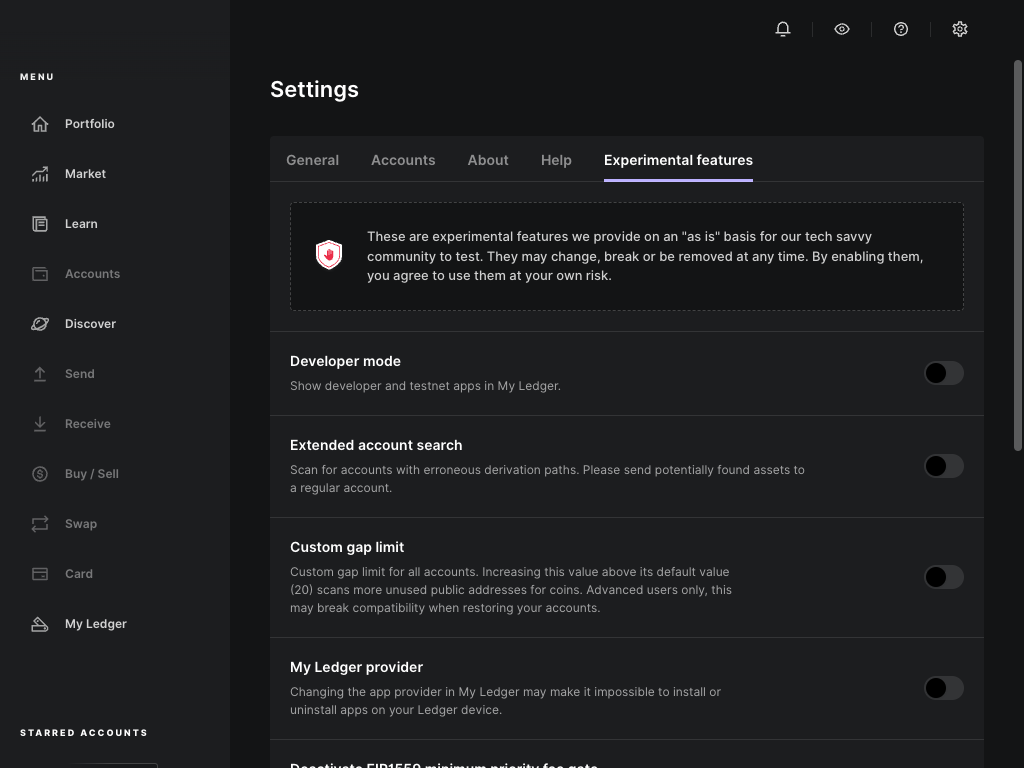 MENU
Portfolio
Market
Learn
Accounts
Discover
Send
Receive
Buy / Sell
Swap
Card
My Ledger
STARRED ACCOUNTS
Settings
General
Accounts
About
Help
Experimental features
These are experimental features we provide on an "as is" basis for our tech savvy
community to test. They may change, break or be removed at any time. By enabling them,
you agree to use them at your own risk.
Developer mode
Show developer and testnet apps in My Ledger.
Extended account search
Scan for accounts with erroneous derivation paths. Please send potentially found assets to
a regular account.
Custom gap limit
Custom gap limit for all accounts. Increasing this value above its default value
(20) scans more unused public addresses for coins. Advanced users only, this
may break compatibility when restoring your accounts.
My Ledger provider
Changing the app provider in My Ledger may make it impossible to install or
uninstall apps on your Ledger device.
Deactivate EIP1559 minimum priority fee gate